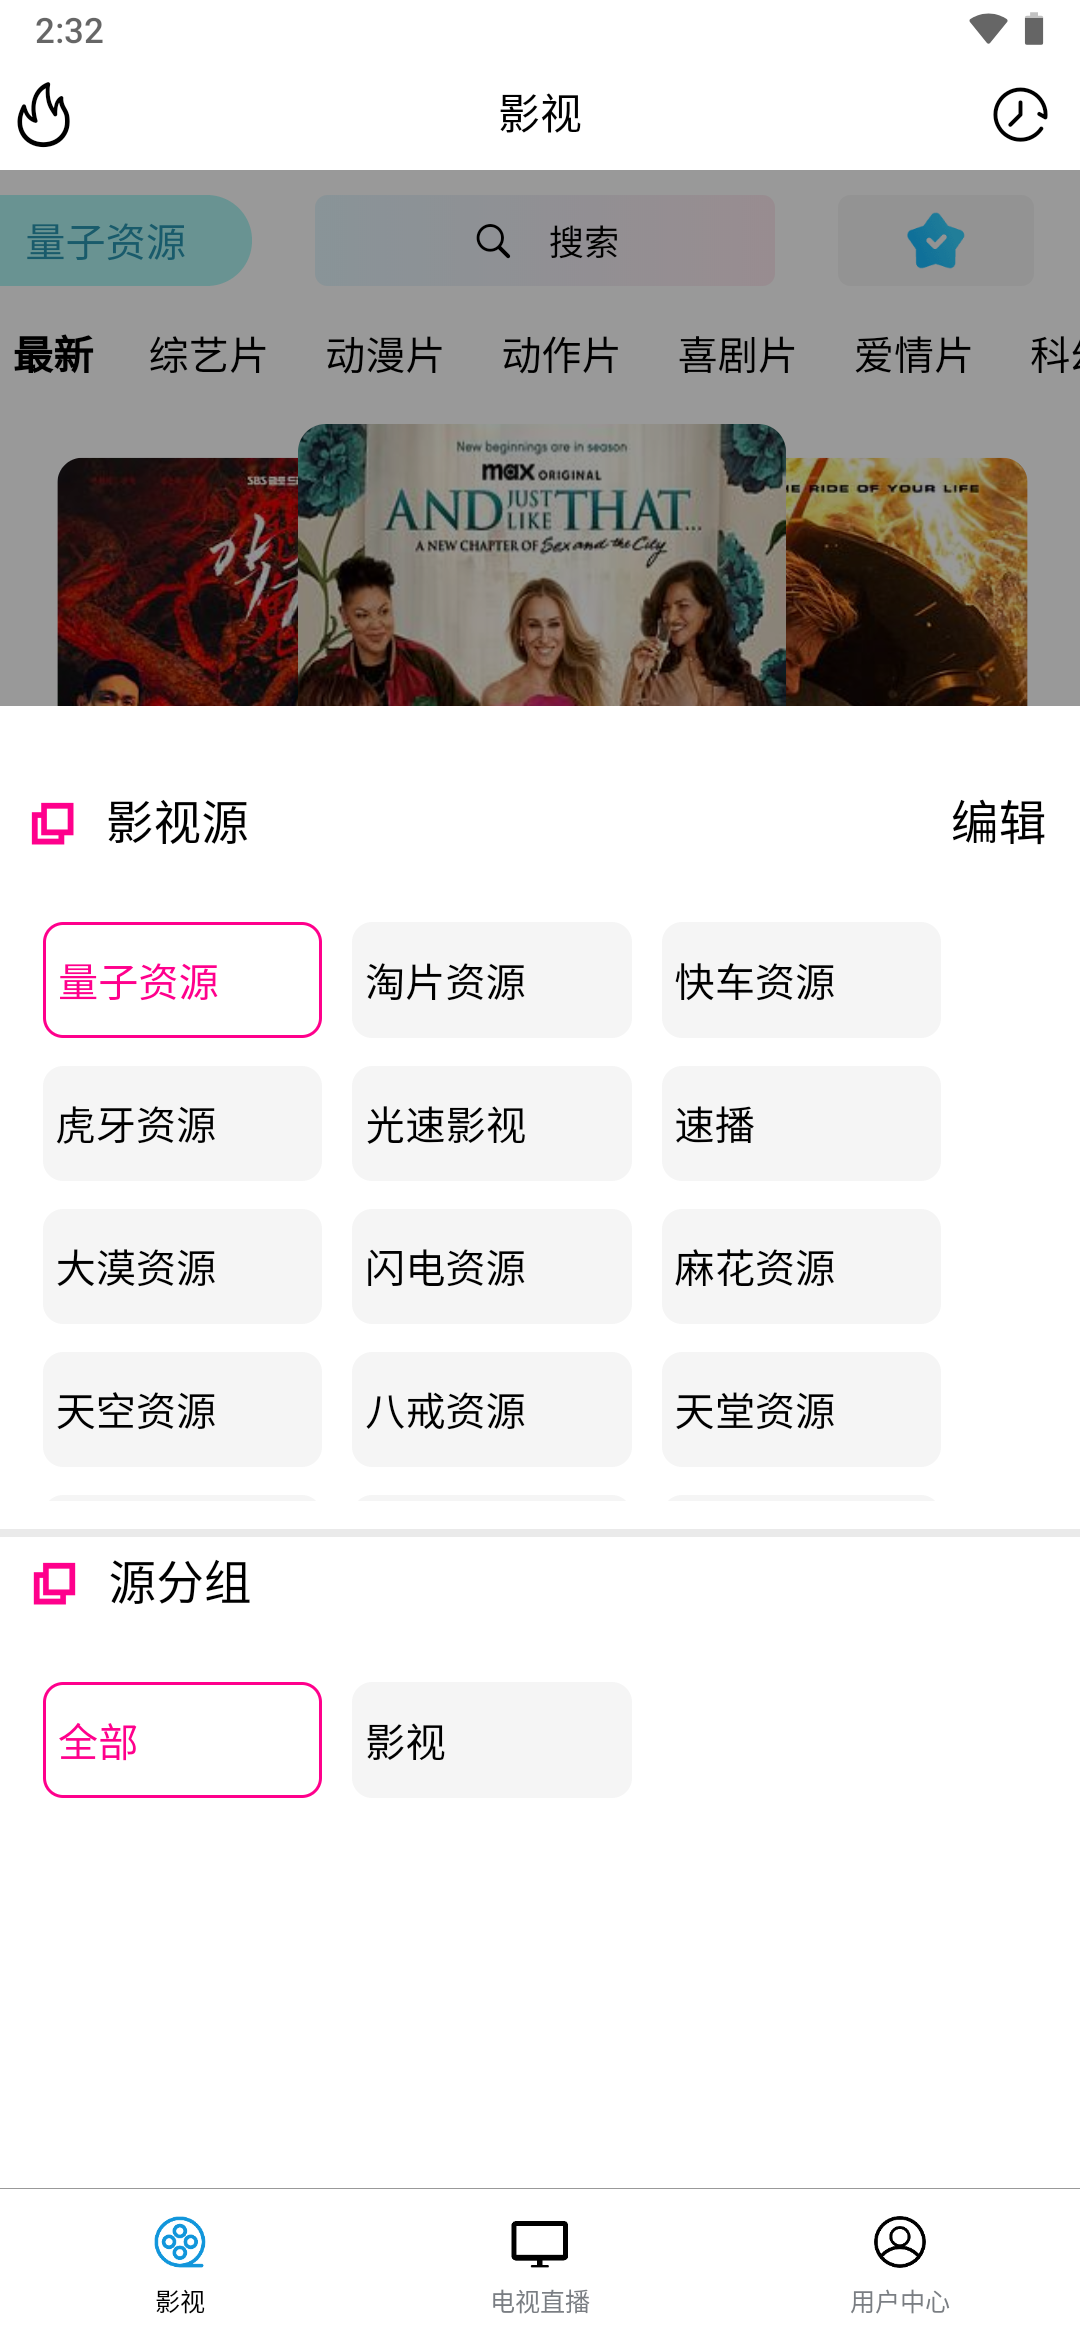 2:32
影视
量子资源
搜索
最新 综艺片 动漫片 动作片 喜剧片 爱情片
New beginnings are in season
max ORIGINAL
AND JUST LIKE THAT...
A NEW CHAPTER OF Sex and the City
SBS
RIDE OF YOUR LIFE
影视源
编辑
量子资源 淘片资源 快车资源
虎牙资源 光速影视 速播
大漠资源 闪电资源 麻花资源
天空资源 八戒资源 天堂资源
源分组
全部 影视
影视 电视直播 用户中心